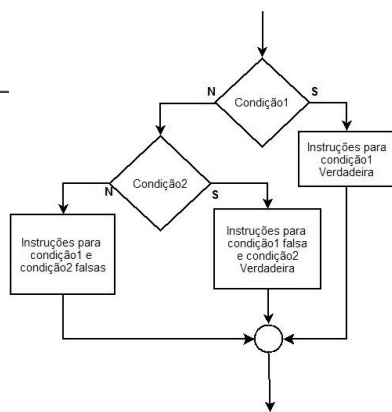 N
S
Condição1
Instruções para
condição1
Verdadeira
Condição2
N
S
Instruções para
condição1 e
condição2 falsas
Instruções para
condição1 falsa
e condição2
Verdadeira